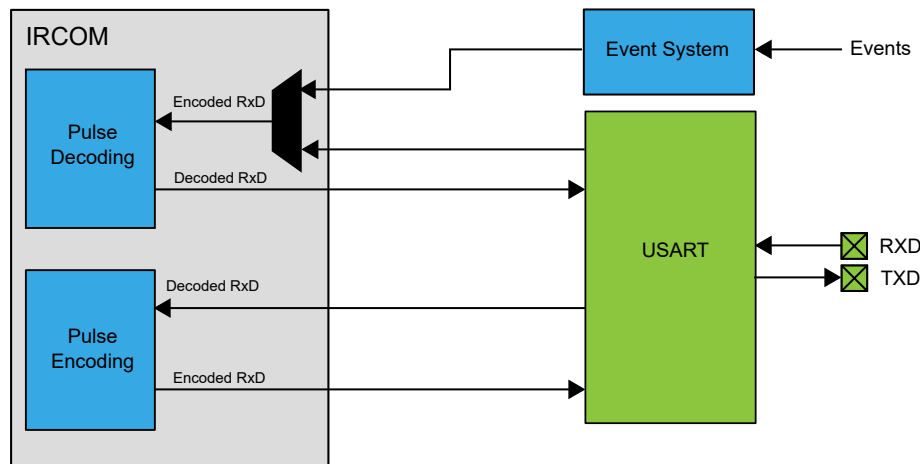 IRCOM
Event System
Events
Encoded RxD
Pulse
Decoding
Decoded RxD
USART
RXD
TXD
Decoded RxD
Pulse
Encoding
Encoded RxD